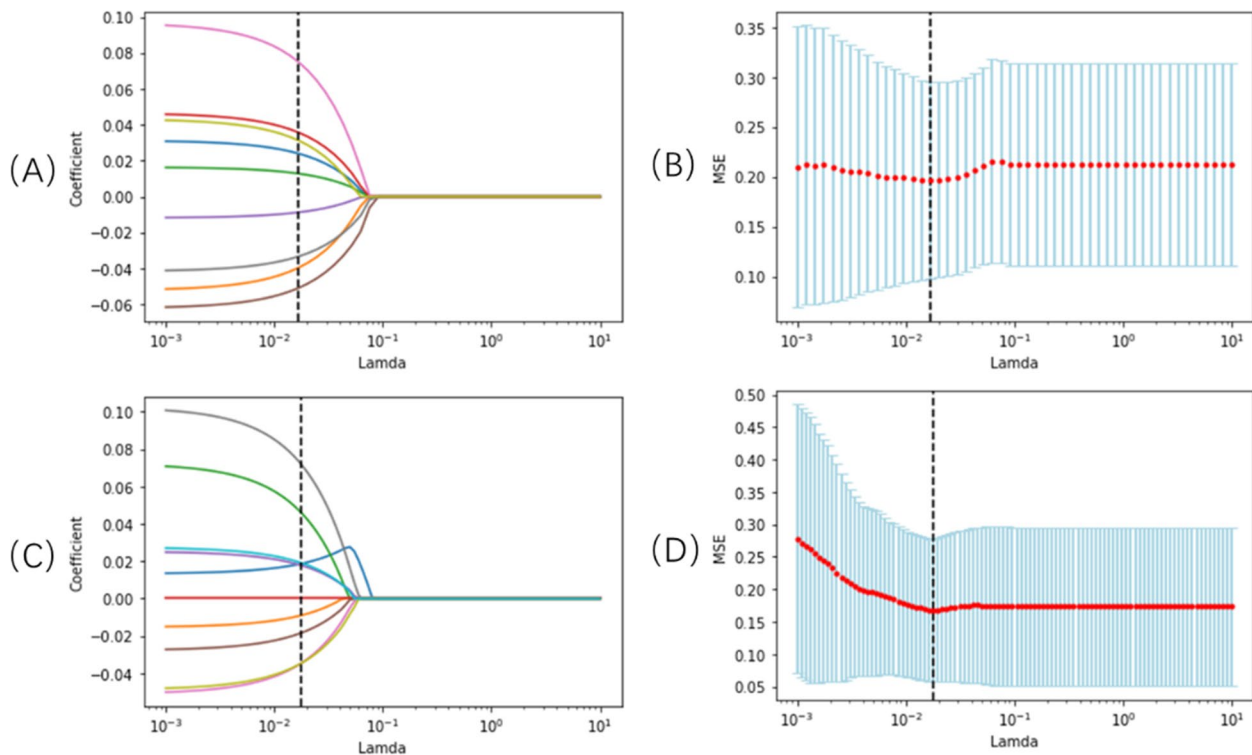 (A)
Coefficient
0.10
0.08
0.06
0.04
0.02
0.00
−0.02
−0.04
−0.06
10⁻³ 10⁻² 10⁻¹ 10⁰ 10¹
Lamda
(B)
MSE
0.35
0.30
0.25
0.20
0.15
0.10
10⁻³ 10⁻² 10⁻¹ 10⁰ 10¹
Lamda
(C)
Coefficient
0.10
0.08
0.06
0.04
0.02
0.00
−0.02
−0.04
10⁻³ 10⁻² 10⁻¹ 10⁰ 10¹
Lamda
(D)
MSE
0.50
0.45
0.40
0.35
0.30
0.25
0.20
0.15
0.10
0.05
10⁻³ 10⁻² 10⁻¹ 10⁰ 10¹
Lamda